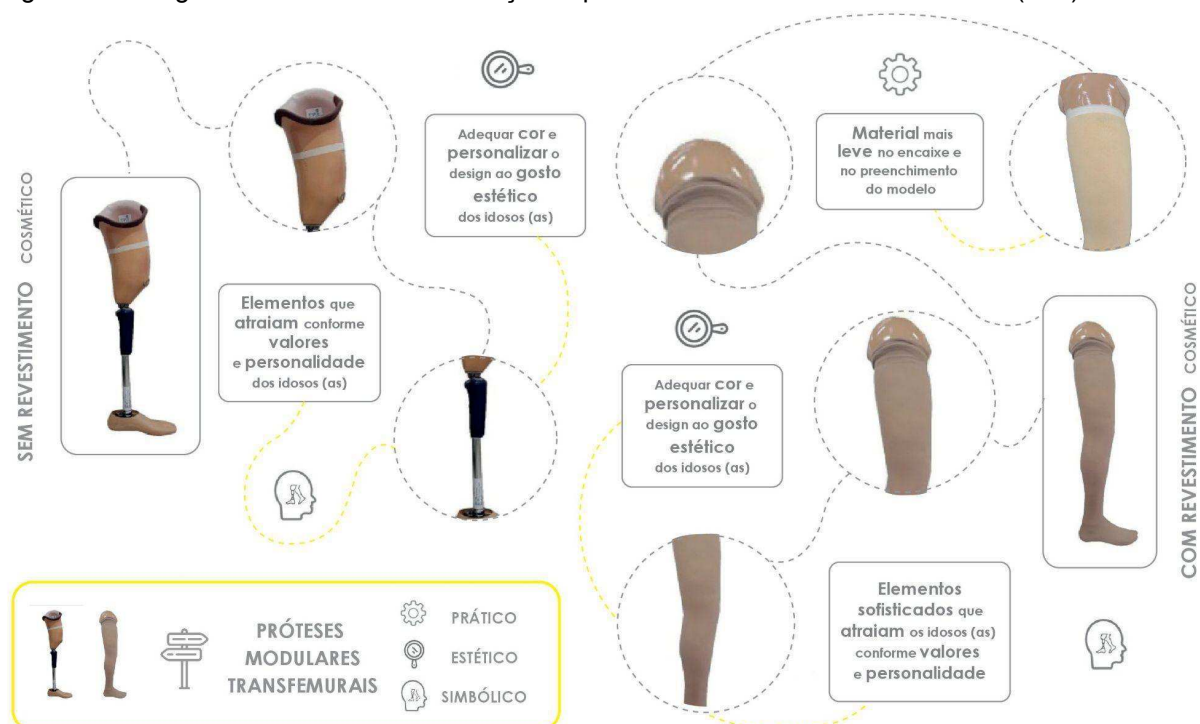 SEM REVESTIMENTO COSMÉTICO
Adequar cor e
personalizar o
design ao gosto
estético
dos idosos (as)
Elementos que
atraiam conforme
valores
e personalidade
dos idosos (as)
Material mais
leve no encaixe e
no preenchimento
do modelo
Adequar cor e
personalizar o
design ao gosto
estético
dos idosos (as)
Elementos
sofisticados que
atraiam os idosos (as)
conforme valores
e personalidade
COM REVESTIMENTO COSMÉTICO
PRÓTESES
MODULARES
TRANSFEMURAIS
PRÁTICO
ESTÉTICO
SIMBÓLICO